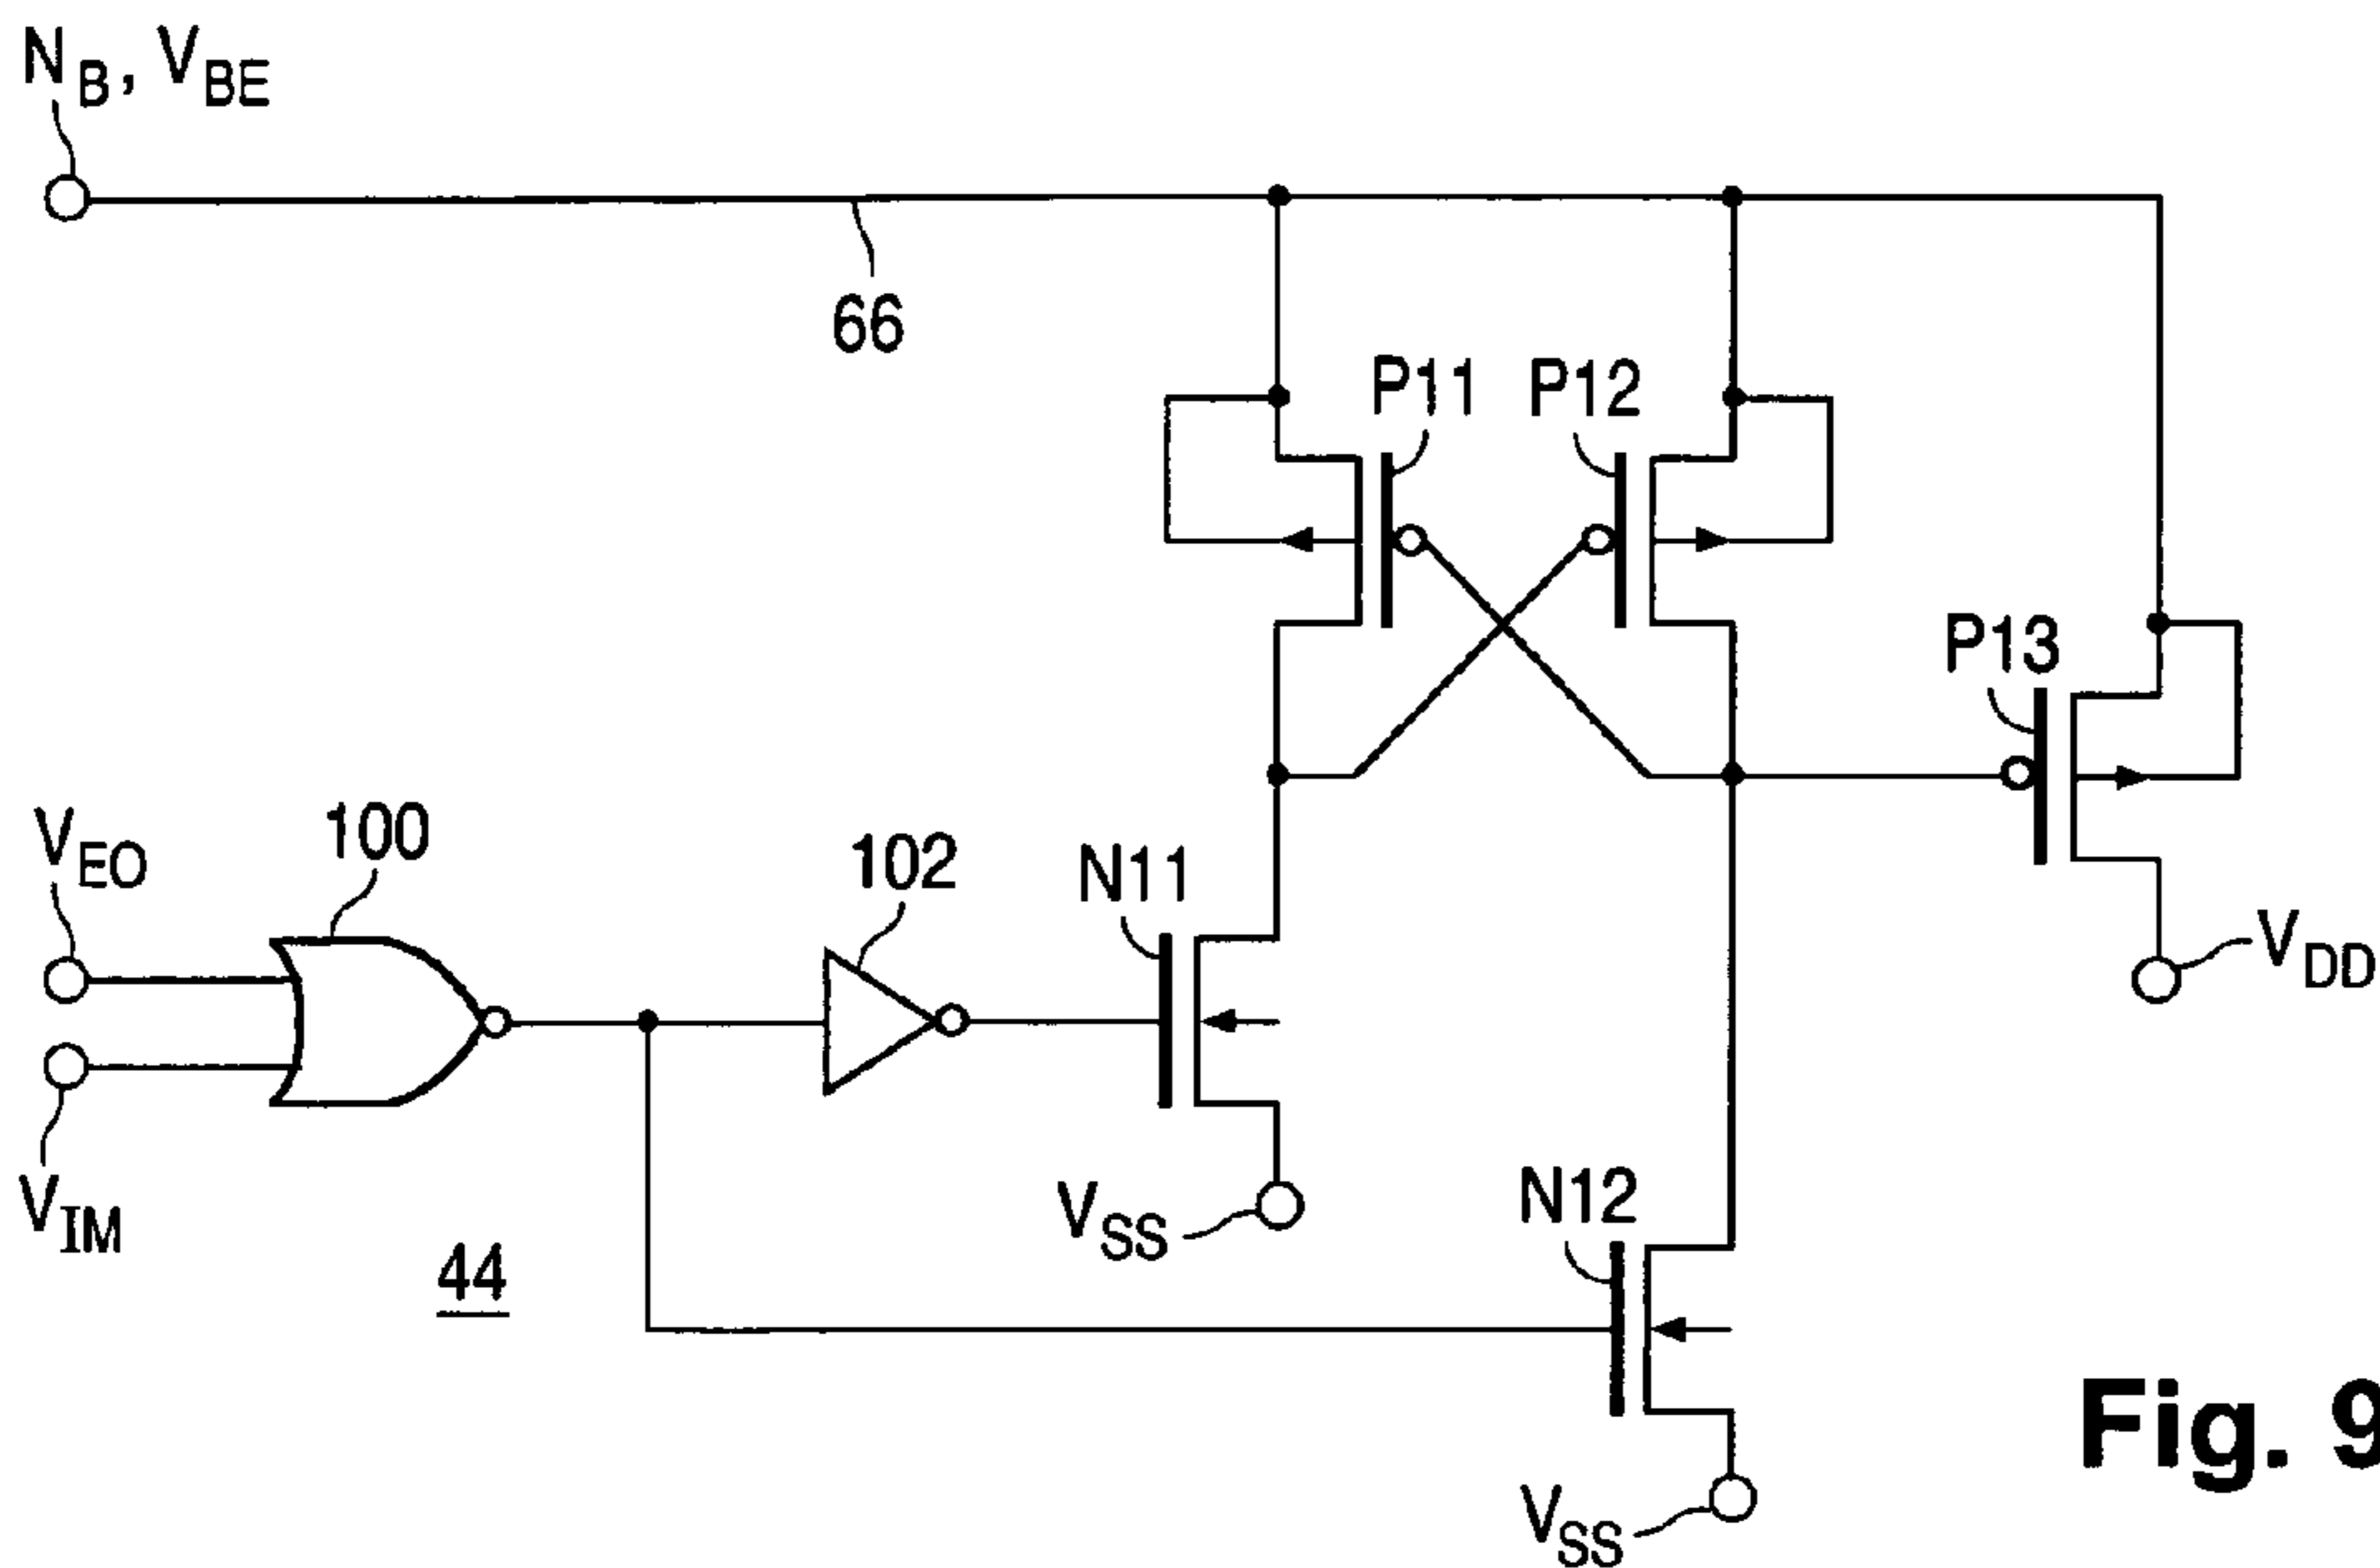 N_B, V_BE
66
P11
P12
P13
V_EO
100
102
N11
V_DD
V_IM
44
V_SS
N12
V_SS
Fig. 9